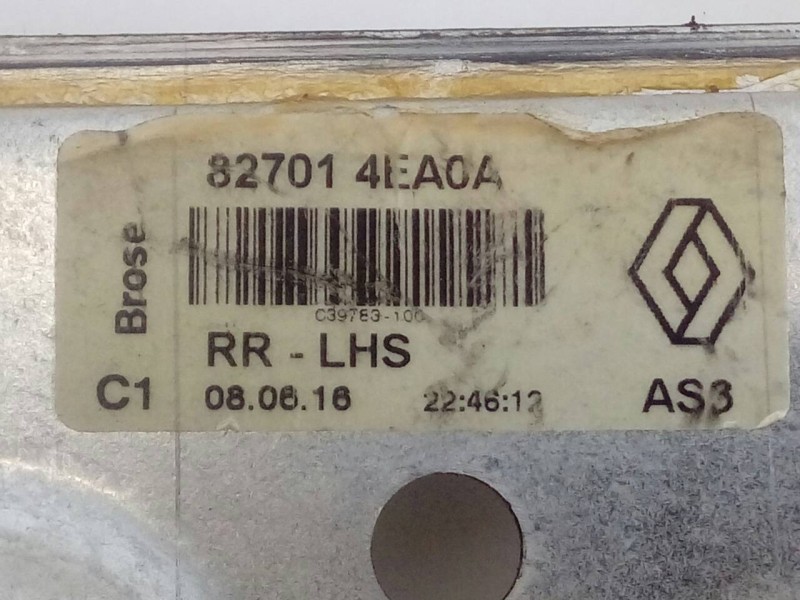 82701 4EA0A
Brose
C39783-100
RR - LHS
C1
08.06.16
22:46:12
AS3